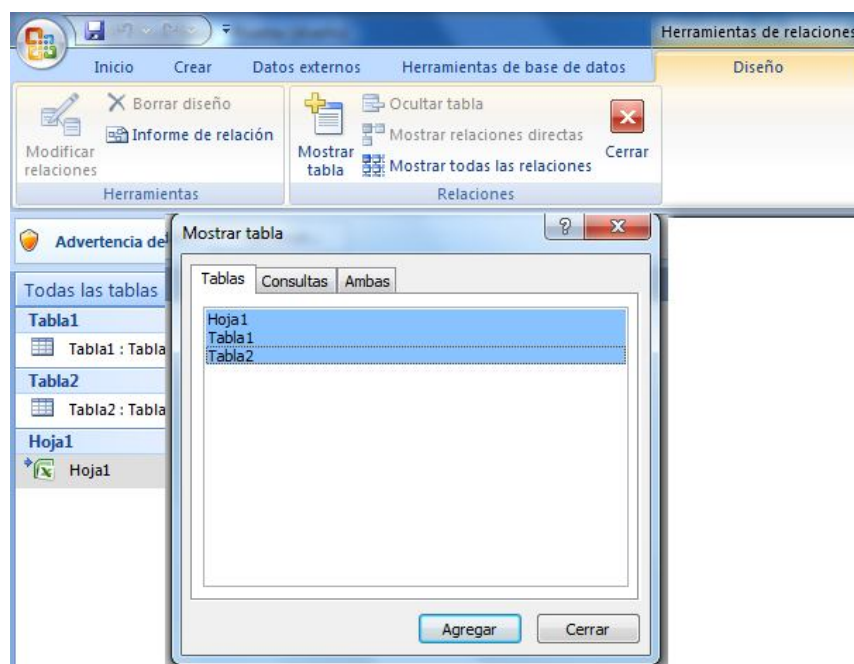 Herramientas de relaciones
Inicio Crear Datos externos Herramientas de base de datos Diseño
Modificar relaciones
Borrar diseño
Informe de relación
Herramientas
Mostrar tabla
Ocultar tabla
Mostrar relaciones directas
Mostrar todas las relaciones
Cerrar
Relaciones
Advertencia de
Todas las tablas
Tabla1
Tabla1 : Tabla
Tabla2
Tabla2 : Tabla
Hoja1
Hoja1
Mostrar tabla
Tablas Consultas Ambas
Hoja1
Tabla1
Tabla2
Agregar Cerrar